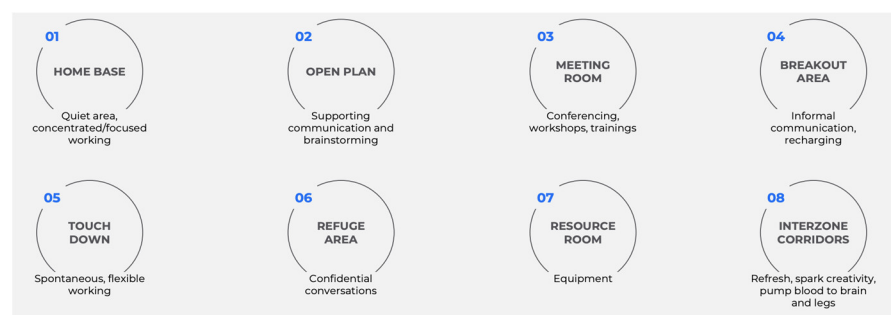 01
HOME BASE
Quiet area,
concentrated/focused
working
02
OPEN PLAN
Supporting
communication and
brainstorming
03
MEETING
ROOM
Conferencing,
workshops, trainings
04
BREAKOUT
AREA
Informal
communication,
recharging
05
TOUCH
DOWN
Spontaneous, flexible
working
06
REFUGE
AREA
Confidential
conversations
07
RESOURCE
ROOM
Equipment
08
INTERZONE
CORRIDORS
Refresh, spark creativity,
pump blood to brain
and legs